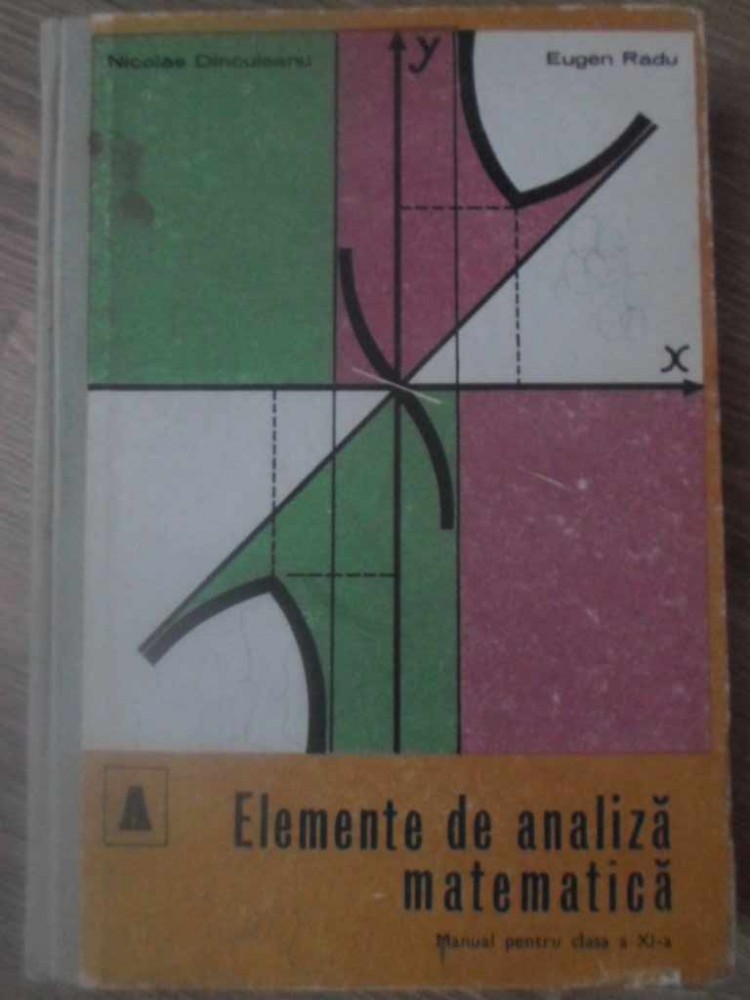 Nicolae Dinculeanu
Eugen Radu
y
x
A
Elemente de analiză
matematică
Manual pentru clasa a XI-a